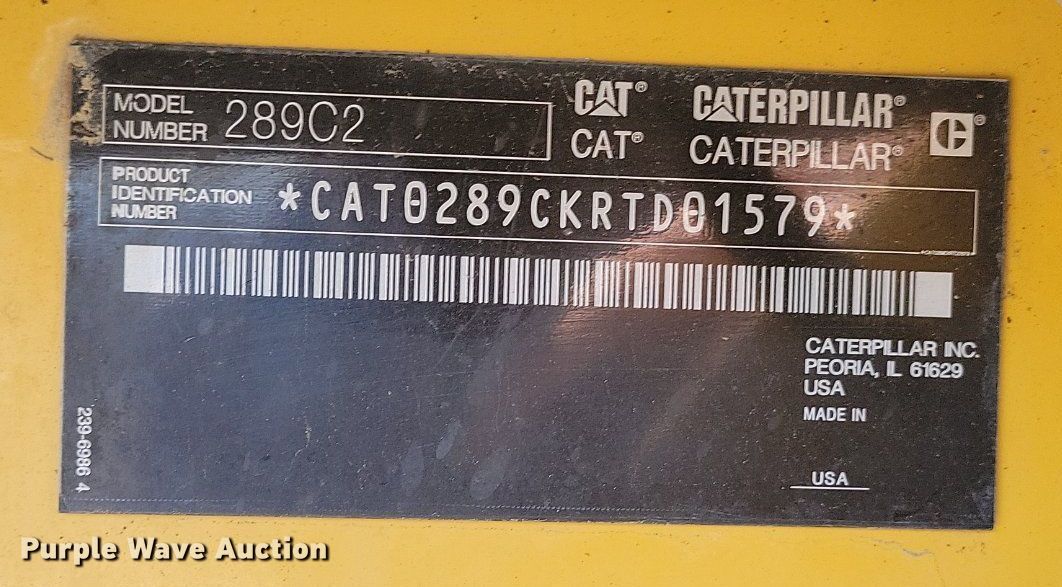 MODEL
NUMBER 289C2
CAT® CATERPILLAR®
CAT® CATERPILLAR®
PRODUCT
IDENTIFICATION
NUMBER *CAT0289CKRTD01579*
CATERPILLAR INC.
PEORIA, IL 61629
USA
MADE IN
USA
239-6986 4
Purple Wave Auction